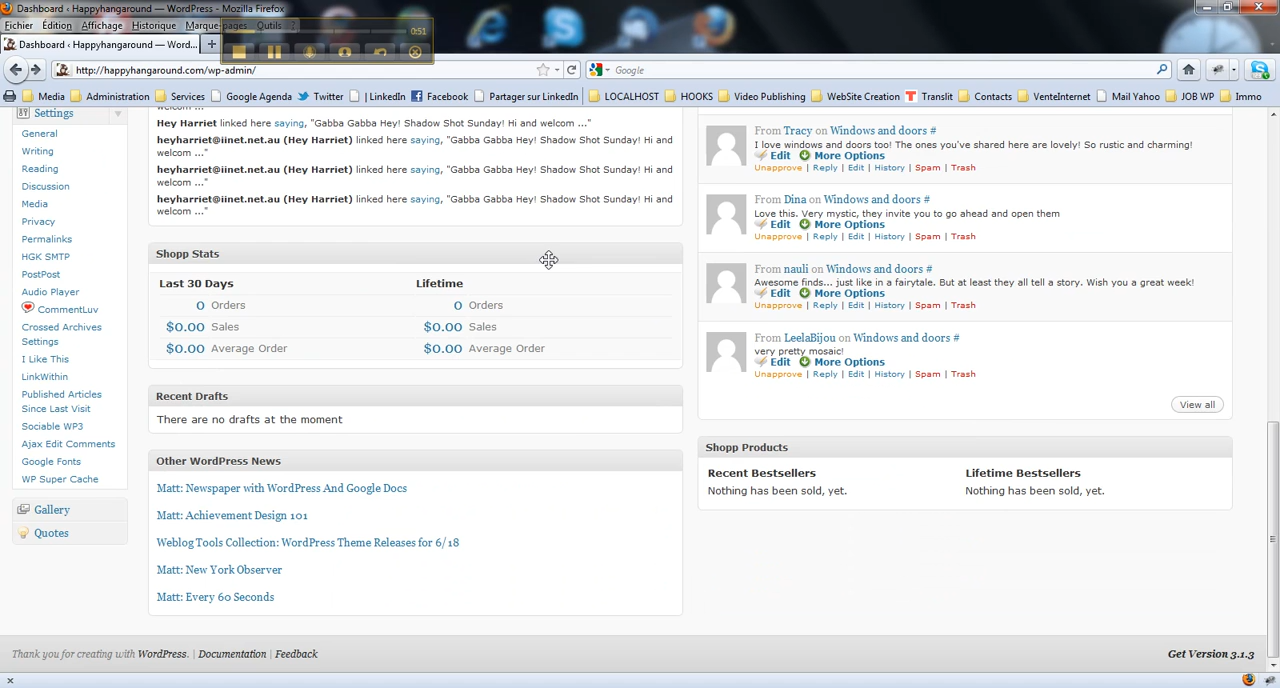 Dashboard ‹ Happyhangaround — WordPress - Mozilla Firefox
Fichier Édition Affichage Historique Marque-pages Outils ?
0:51
Dashboard ‹ Happyhangaround — Word... +
http://happyhangaround.com/wp-admin/ Google
Media Administration Services Google Agenda Twitter LinkedIn Facebook Partager sur LinkedIn LOCALHOST HOOKS Video Publishing WebSite Creation Translit Contacts VenteInternet Mail Yahoo JOB WP Immo
Settings
General
Writing
Reading
Discussion
Media
Privacy
Permalinks
HGK SMTP
PostPost
Audio Player
CommentLuv
Crossed Archives
Settings
I Like This
LinkWithin
Published Articles
Since Last Visit
Sociable WP3
Ajax Edit Comments
Google Fonts
WP Super Cache
Gallery
Quotes
welcom ..."
Hey Harriet linked here saying, "Gabba Gabba Hey! Shadow Shot Sunday! Hi and welcom ..."
heyharriet@iinet.net.au (Hey Harriet) linked here saying, "Gabba Gabba Hey! Shadow Shot Sunday! Hi and
welcom ..."
heyharriet@iinet.net.au (Hey Harriet) linked here saying, "Gabba Gabba Hey! Shadow Shot Sunday! Hi and
welcom ..."
heyharriet@iinet.net.au (Hey Harriet) linked here saying, "Gabba Gabba Hey! Shadow Shot Sunday! Hi and
welcom ..."
Shopp Stats
Last 30 Days Lifetime
0 Orders 0 Orders
$0.00 Sales $0.00 Sales
$0.00 Average Order $0.00 Average Order
Recent Drafts
There are no drafts at the moment
Other WordPress News
Matt: Newspaper with WordPress And Google Docs
Matt: Achievement Design 101
Weblog Tools Collection: WordPress Theme Releases for 6/18
Matt: New York Observer
Matt: Every 60 Seconds
From Tracy on Windows and doors #
I love windows and doors too! The ones you've shared here are lovely! So rustic and charming!
Edit More Options
Unapprove | Reply | Edit | History | Spam | Trash
From Dina on Windows and doors #
Love this. Very mystic, they invite you to go ahead and open them
Edit More Options
Unapprove | Reply | Edit | History | Spam | Trash
From nauli on Windows and doors #
Awesome finds... just like in a fairytale. But at least they all tell a story. Wish you a great week!
Edit More Options
Unapprove | Reply | Edit | History | Spam | Trash
From LeelaBijou on Windows and doors #
very pretty mosaic!
Edit More Options
Unapprove | Reply | Edit | History | Spam | Trash
View all
Shopp Products
Recent Bestsellers Lifetime Bestsellers
Nothing has been sold, yet. Nothing has been sold, yet.
Thank you for creating with WordPress. | Documentation | Feedback
Get Version 3.1.3